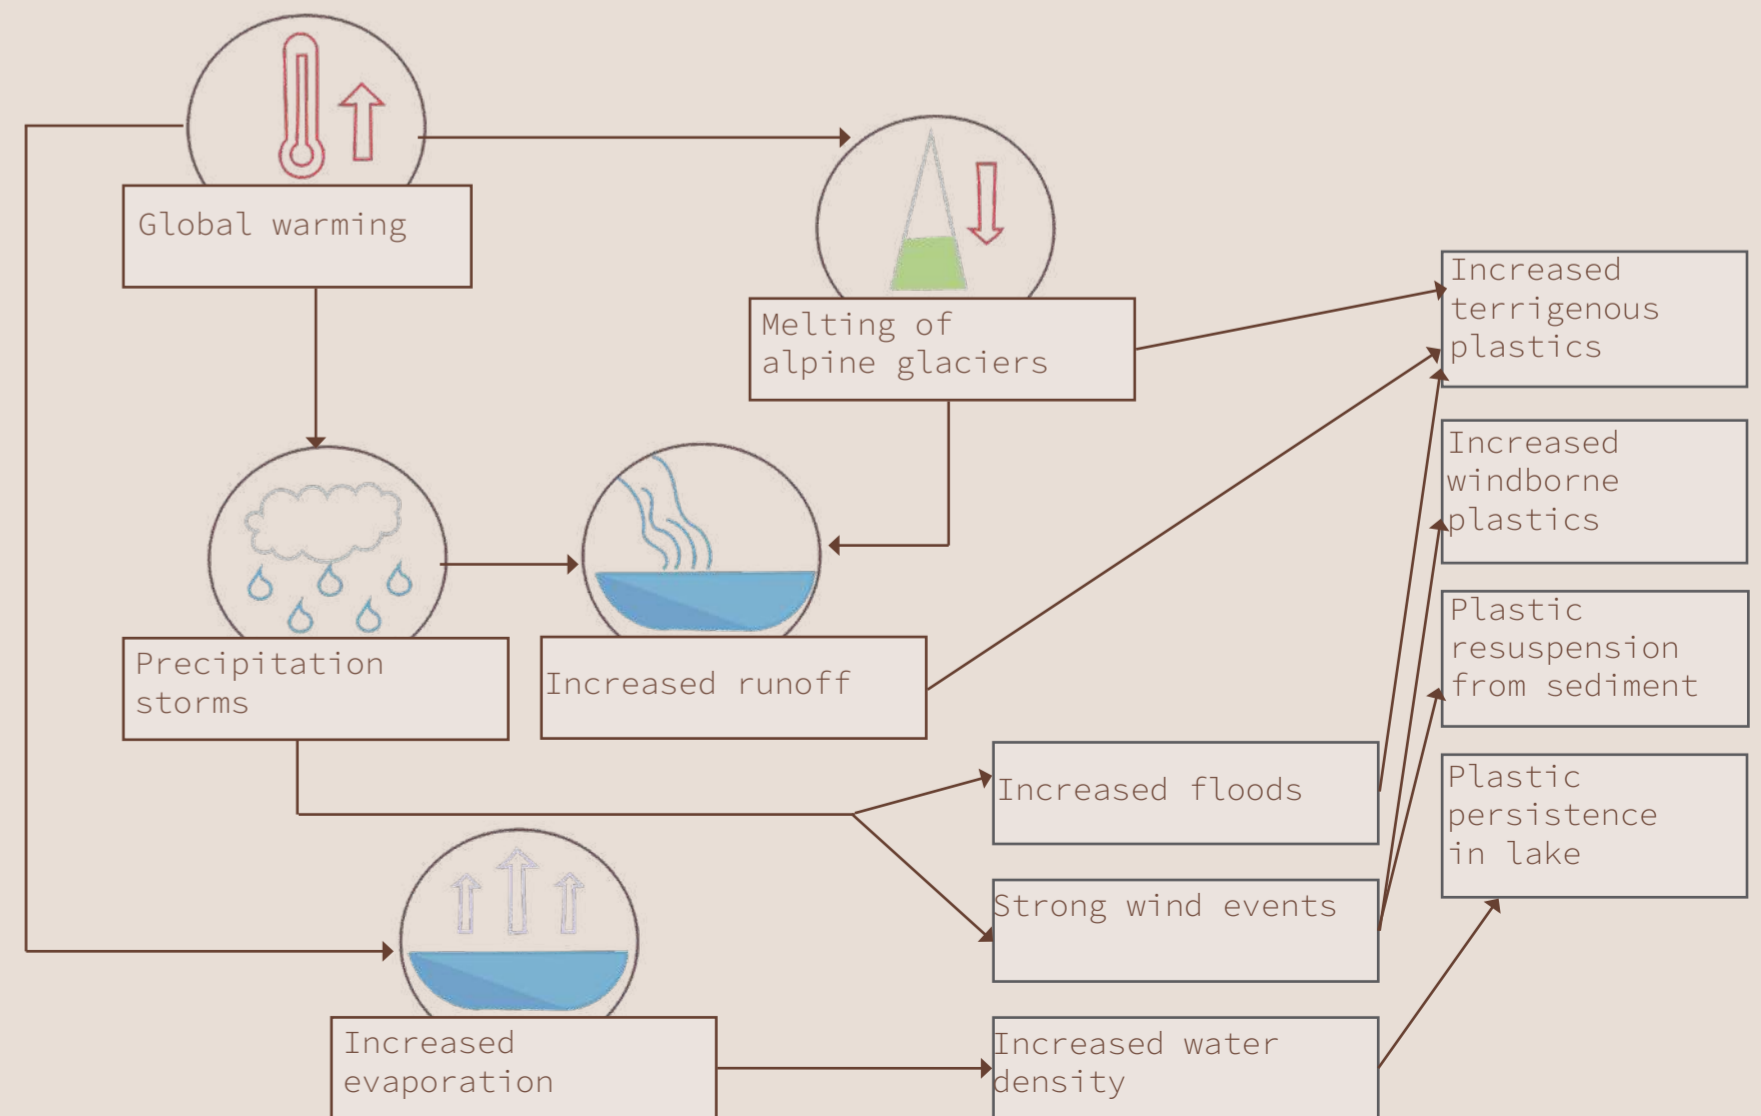 Global warming
Melting of
alpine glaciers
Increased
terrigenous
plastics
Increased
windborne
plastics
Precipitation
storms
Increased runoff
Plastic
resuspension
from sediment
Increased floods
Plastic
persistence
in lake
Strong wind events
Increased
evaporation
Increased water
density